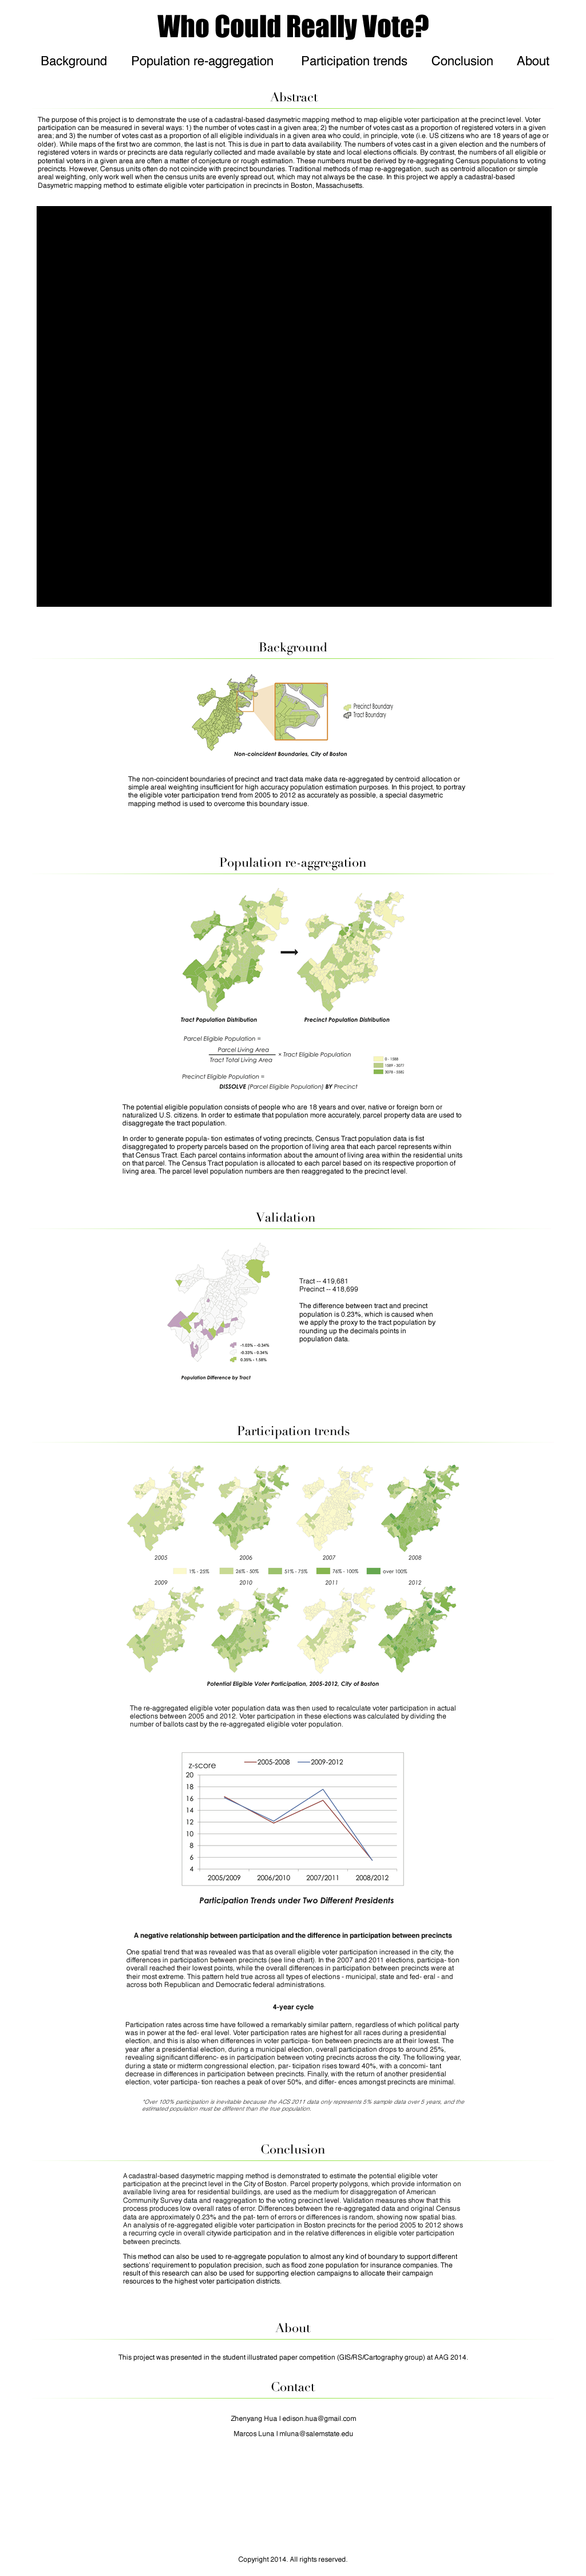 Who Could Really Vote?
Background Population re-aggregation Participation trends Conclusion About
Abstract
The purpose of this project is to demonstrate the use of a cadastral-based dasymetric mapping method to map eligible voter participation at the precinct level. Voter
participation can be measured in several ways: 1) the number of votes cast in a given area; 2) the number of votes cast as a proportion of registered voters in a given
area; and 3) the number of votes cast as a proportion of all eligible individuals in a given area who could, in principle, vote (i.e. US citizens who are 18 years of age or
older). While maps of the first two are common, the last is not. This is due in part to data availability. The numbers of votes cast in a given election and the numbers of
registered voters in wards or precincts are data regularly collected and made available by state and local elections officials. By contrast, the numbers of all eligible or
potential voters in a given area are often a matter of conjecture or rough estimation. These numbers must be derived by re-aggregating Census populations to voting
precincts. However, Census units often do not coincide with precinct boundaries. Traditional methods of map re-aggregation, such as centroid allocation or simple
areal weighting, only work well when the census units are evenly spread out, which may not always be the case. In this project we apply a cadastral-based
Dasymetric mapping method to estimate eligible voter participation in precincts in Boston, Massachusetts.
Background
Precinct Boundary
Tract Boundary
Non-coincident Boundaries, City of Boston
The non-coincident boundaries of precinct and tract data make data re-aggregated by centroid allocation or
simple areal weighting insufficient for high accuracy population estimation purposes. In this project, to portray
the eligible voter participation trend from 2005 to 2012 as accurately as possible, a special dasymetric
mapping method is used to overcome this boundary issue.
Population re-aggregation
Tract Population Distribution Precinct Population Distribution
Parcel Eligible Population =
Parcel Living Area
Tract Total Living Area
× Tract Eligible Population
Precinct Eligible Population =
DISSOLVE (Parcel Eligible Population) BY Precinct
The potential eligible population consists of people who are 18 years and over, native or foreign born or
naturalized U.S. citizens. In order to estimate that population more accurately, parcel property data are used to
disaggregate the tract population.
In order to generate popula- tion estimates of voting precincts, Census Tract population data is fist
disaggregated to property parcels based on the proportion of living area that each parcel represents within
that Census Tract. Each parcel contains information about the amount of living area within the residential units
on that parcel. The Census Tract population is allocated to each parcel based on its respective proportion of
living area. The parcel level population numbers are then reaggregated to the precinct level.
Validation
Tract -- 419,681
Precinct -- 418,699
The difference between tract and precinct
population is 0.23%, which is caused when
we apply the proxy to the tract population by
rounding up the decimals points in
population data.
-1.02% - -0.34%
-0.33% - 0.34%
0.35% - 1.58%
Population Difference by Tract
Participation trends
2005 2006 2007 2008
1% - 25% 26% - 50% 51% - 75% 76% - 100% over 100%
2009 2010 2011 2012
Potential Eligible Voter Participation, 2005-2012, City of Boston
The re-aggregated eligible voter population data was then used to recalculate voter participation in actual
elections between 2005 and 2012. Voter participation in these elections was calculated by dividing the
number of ballots cast by the re-aggregated eligible voter population.
z-score
2005-2008 2009-2012
20
18
16
14
12
10
8
6
4
2005/2009 2006/2010 2007/2011 2008/2012
Participation Trends under Two Different Presidents
A negative relationship between participation and the difference in participation between precincts
One spatial trend that was revealed was that as overall eligible voter participation increased in the city, the
differences in participation between precincts (see line chart). In the 2007 and 2011 elections, participa- tion
overall reached their lowest points, while the overall differences in participation between precincts were at
their most extreme. This pattern held true across all types of elections - municipal, state and fed- eral - and
across both Republican and Democratic federal administrations.
4-year cycle
Participation rates across time have followed a remarkably similar pattern, regardless of which political party
was in power at the fed- eral level. Voter participation rates are highest for all races during a presidential
election, and this is also when differences in voter participa- tion between precincts are at their lowest. The
year after a presidential election, during a municipal election, overall participation drops to around 25%,
revealing significant differenc- es in participation between voting precincts across the city. The following year,
during a state or midterm congressional election, par- ticipation rises toward 40%, with a concomi- tant
decrease in differences in participation between precincts. Finally, with the return of another presidential
election, voter participa- tion reaches a peak of over 50%, and differ- ences amongst precincts are minimal.
*Over 100% participation is inevitable because the ACS 2011 data only represents 5% sample data over 5 years, and the
estimated population must be different than the true population.
Conclusion
A cadastral-based dasymetric mapping method is demonstrated to estimate the potential eligible voter
participation at the precinct level in the City of Boston. Parcel property polygons, which provide information on
available living area for residential buildings, are used as the medium for disaggregation of American
Community Survey data and reaggregation to the voting precinct level. Validation measures show that this
process produces low overall rates of error. Differences between the re-aggregated data and original Census
data are approximately 0.23% and the pat- tern of errors or differences is random, showing now spatial bias.
An analysis of re-aggregated eligible voter participation in Boston precincts for the period 2005 to 2012 shows
a recurring cycle in overall citywide participation and in the relative differences in eligible voter participation
between precincts.
This method can also be used to re-aggregate population to almost any kind of boundary to support different
sections' requirement to population precision, such as flood zone population for insurance companies. The
result of this research can also be used for supporting election campaigns to allocate their campaign
resources to the highest voter participation districts.
About
This project was presented in the student illustrated paper competition (GIS/RS/Cartography group) at AAG 2014.
Contact
Zhenyang Hua I edison.hua@gmail.com
Marcos Luna I mluna@salemstate.edu
Copyright 2014. All rights reserved.